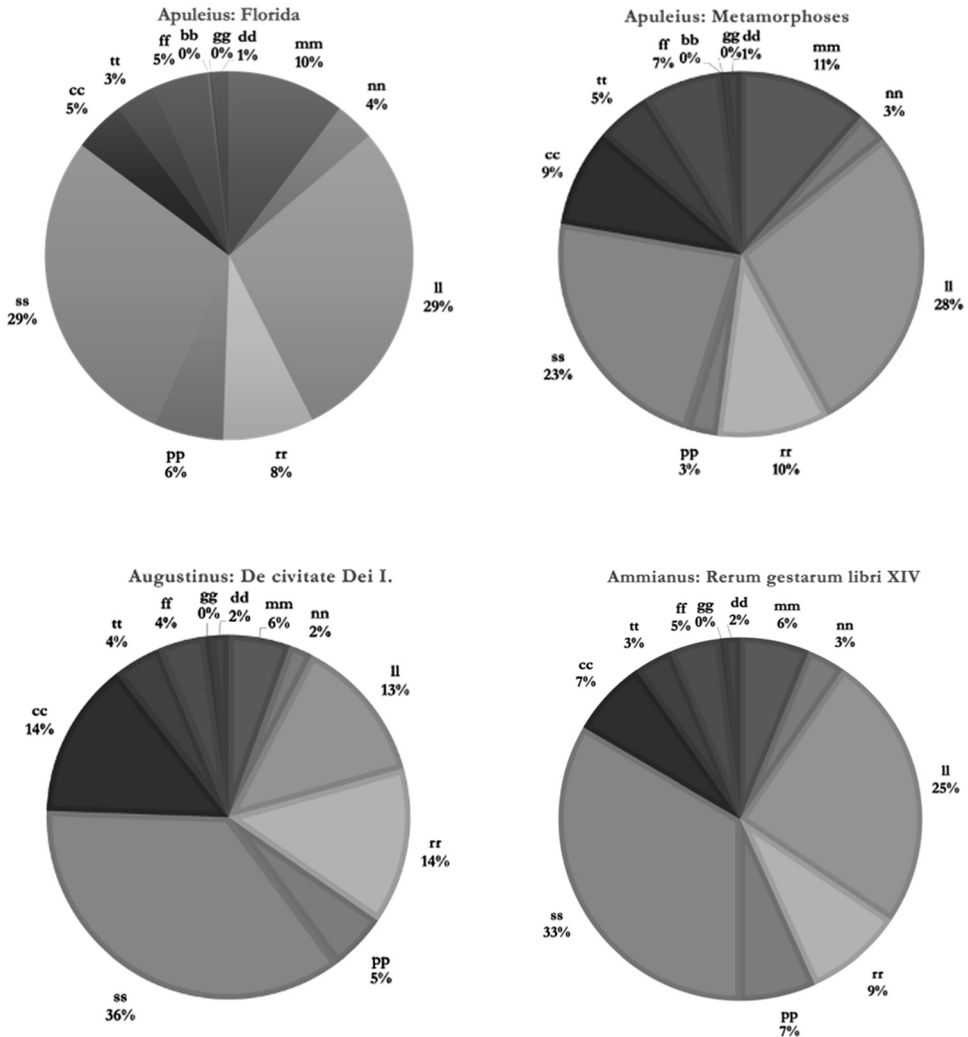 Apuleius: Florida
bb
0%
gg
0%
dd
1%
ff
5%
mm
10%
tt
3%
nn
4%
cc
5%
ll
29%
ss
29%
pp
6%
rr
8%
Apuleius: Metamorphoses
bb
0%
gg
0%
dd
1%
ff
7%
mm
11%
tt
5%
nn
3%
cc
9%
ll
28%
ss
23%
pp
3%
rr
10%
Augustinus: De civitate Dei I.
gg
0%
dd
2%
ff
4%
mm
6%
nn
2%
tt
4%
ll
13%
cc
14%
rr
14%
pp
5%
ss
36%
Ammianus: Rerum gestarum libri XIV
gg
0%
dd
2%
ff
5%
mm
6%
tt
3%
nn
3%
cc
7%
ll
25%
ss
33%
rr
9%
pp
7%